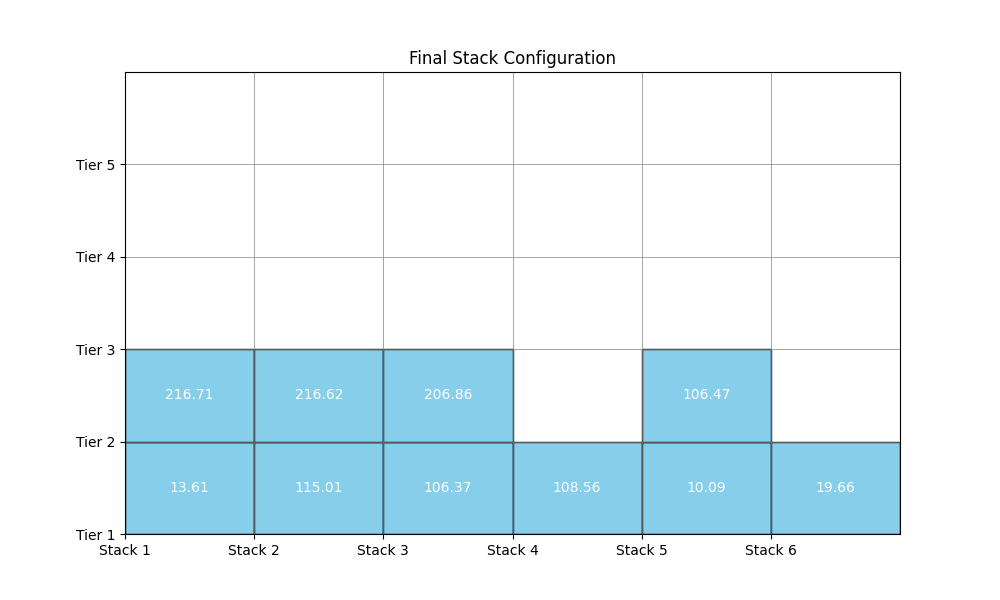 Final Stack Configuration
Tier 5
Tier 4
Tier 3
216.71 216.62 206.86 106.47
Tier 2
13.61 115.01 106.37 108.56 10.09 19.66
Tier 1
Stack 1 Stack 2 Stack 3 Stack 4 Stack 5 Stack 6